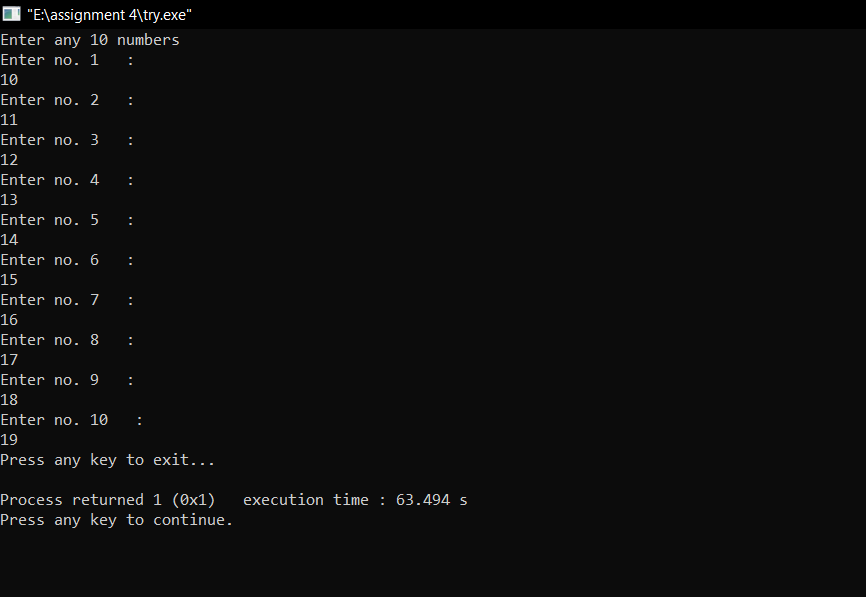 "E:\assignment 4\try.exe"
Enter any 10 numbers
Enter no. 1   :
10
Enter no. 2   :
11
Enter no. 3   :
12
Enter no. 4   :
13
Enter no. 5   :
14
Enter no. 6   :
15
Enter no. 7   :
16
Enter no. 8   :
17
Enter no. 9   :
18
Enter no. 10   :
19
Press any key to exit...
Process returned 1 (0x1)   execution time : 63.494 s
Press any key to continue.